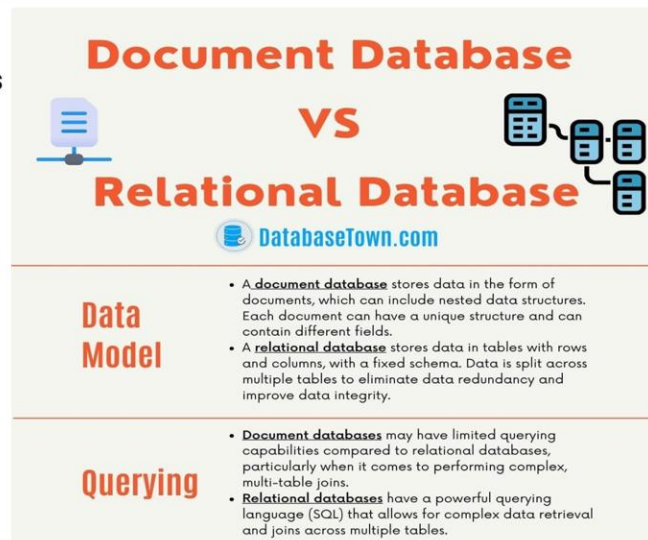 s
Document Database
vs
Relational Database
DatabaseTown.com
Data
Model
• A document database stores data in the form of
documents, which can include nested data structures.
Each document can have a unique structure and can
contain different fields.
• A relational database stores data in tables with rows
and columns, with a fixed schema. Data is split across
multiple tables to eliminate data redundancy and
improve data integrity.
Querying
• Document databases may have limited querying
capabilities compared to relational databases,
particularly when it comes to performing complex,
multi-table joins.
• Relational databases have a powerful querying
language (SQL) that allows for complex data retrieval
and joins across multiple tables.